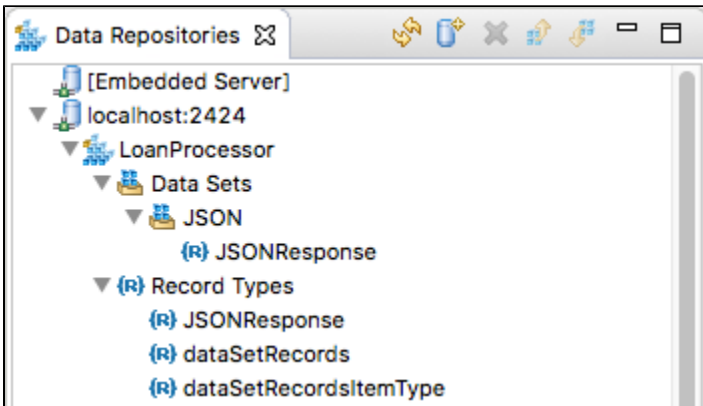 Data Repositories
[Embedded Server]
localhost:2424
LoanProcessor
Data Sets
JSON
{R} JSONResponse
{R} Record Types
{R} JSONResponse
{R} dataSetRecords
{R} dataSetRecordsItemType